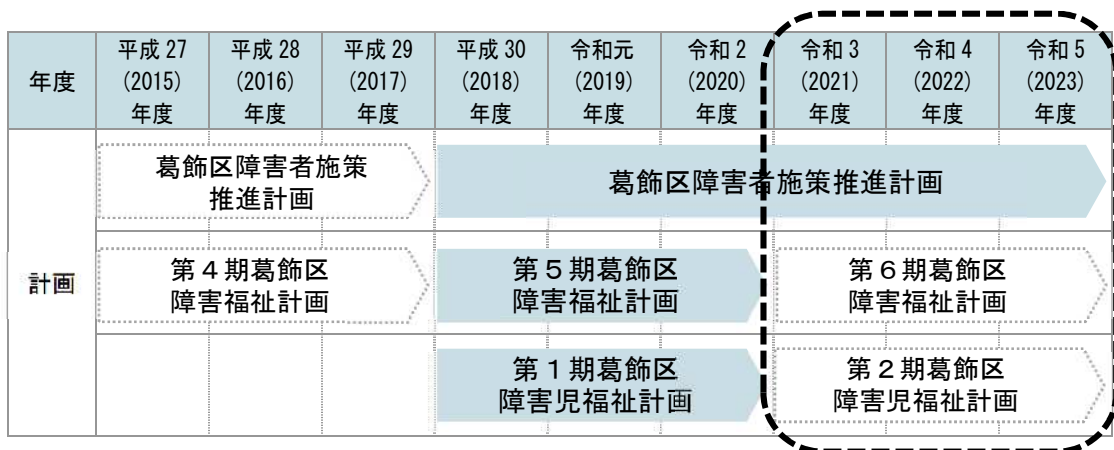 年度
平成 27
(2015)
年度
平成 28
(2016)
年度
平成 29
(2017)
年度
平成 30
(2018)
年度
令和元
(2019)
年度
令和 2
(2020)
年度
令和 3
(2021)
年度
令和 4
(2022)
年度
令和 5
(2023)
年度
計画
葛飾区障害者施策
推進計画
葛飾区障害者施策推進計画
第4期葛飾区
障害福祉計画
第5期葛飾区
障害福祉計画
第6期葛飾区
障害福祉計画
第1期葛飾区
障害児福祉計画
第2期葛飾区
障害児福祉計画